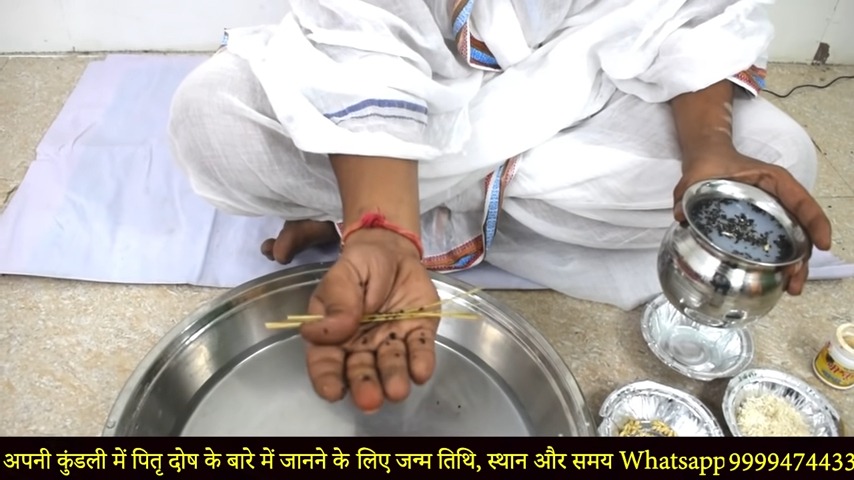 अपनी कुंडली में पितृ दोष के बारे में जानने के लिए जन्म तिथि, स्थान और समय Whatsapp 9999474433